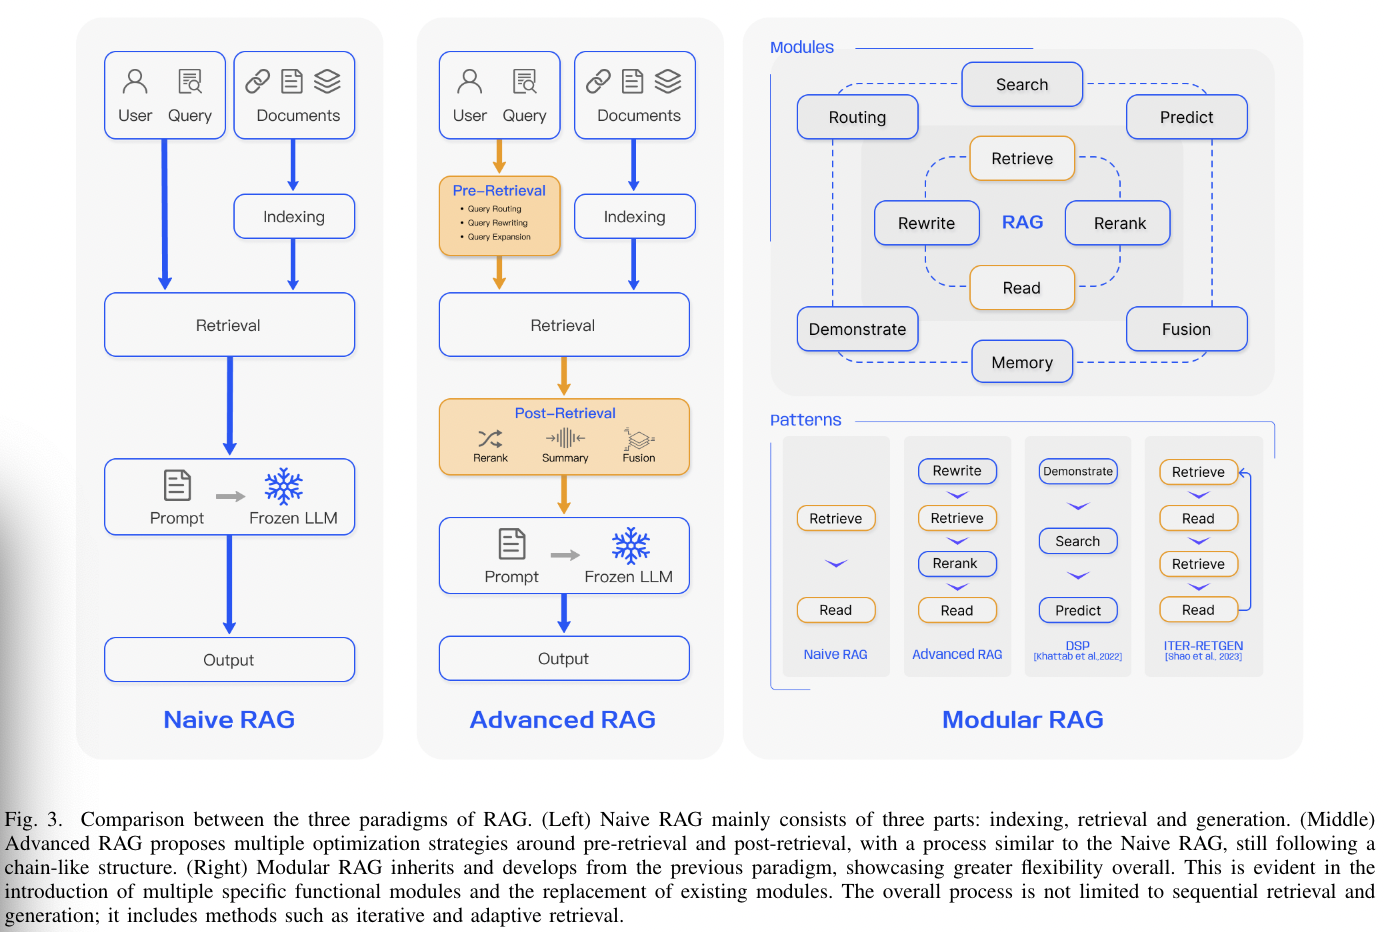 User Query
Documents
Indexing
Retrieval
Prompt
Frozen LLM
Output
Naive RAG
User Query
Documents
Pre-Retrieval
• Query Routing
• Query Rewriting
• Query Expansion
Indexing
Retrieval
Post-Retrieval
Rerank
Summary
Fusion
Prompt
Frozen LLM
Output
Advanced RAG
Modules
Search
Routing
Predict
Retrieve
Rewrite
RAG
Rerank
Read
Demonstrate
Fusion
Memory
Patterns
Retrieve
Read
Naive RAG
Rewrite
Retrieve
Rerank
Read
Advanced RAG
Demonstrate
Search
Predict
DSP
[Khattab et al.,2022]
Retrieve
Read
Retrieve
Read
ITER-RETGEN
[Shao et al., 2023]
Modular RAG
Fig. 3. Comparison between the three paradigms of RAG. (Left) Naive RAG mainly consists of three parts: indexing, retrieval and generation. (Middle)
Advanced RAG proposes multiple optimization strategies around pre-retrieval and post-retrieval, with a process similar to the Naive RAG, still following a
chain-like structure. (Right) Modular RAG inherits and develops from the previous paradigm, showcasing greater flexibility overall. This is evident in the
introduction of multiple specific functional modules and the replacement of existing modules. The overall process is not limited to sequential retrieval and
generation; it includes methods such as iterative and adaptive retrieval.